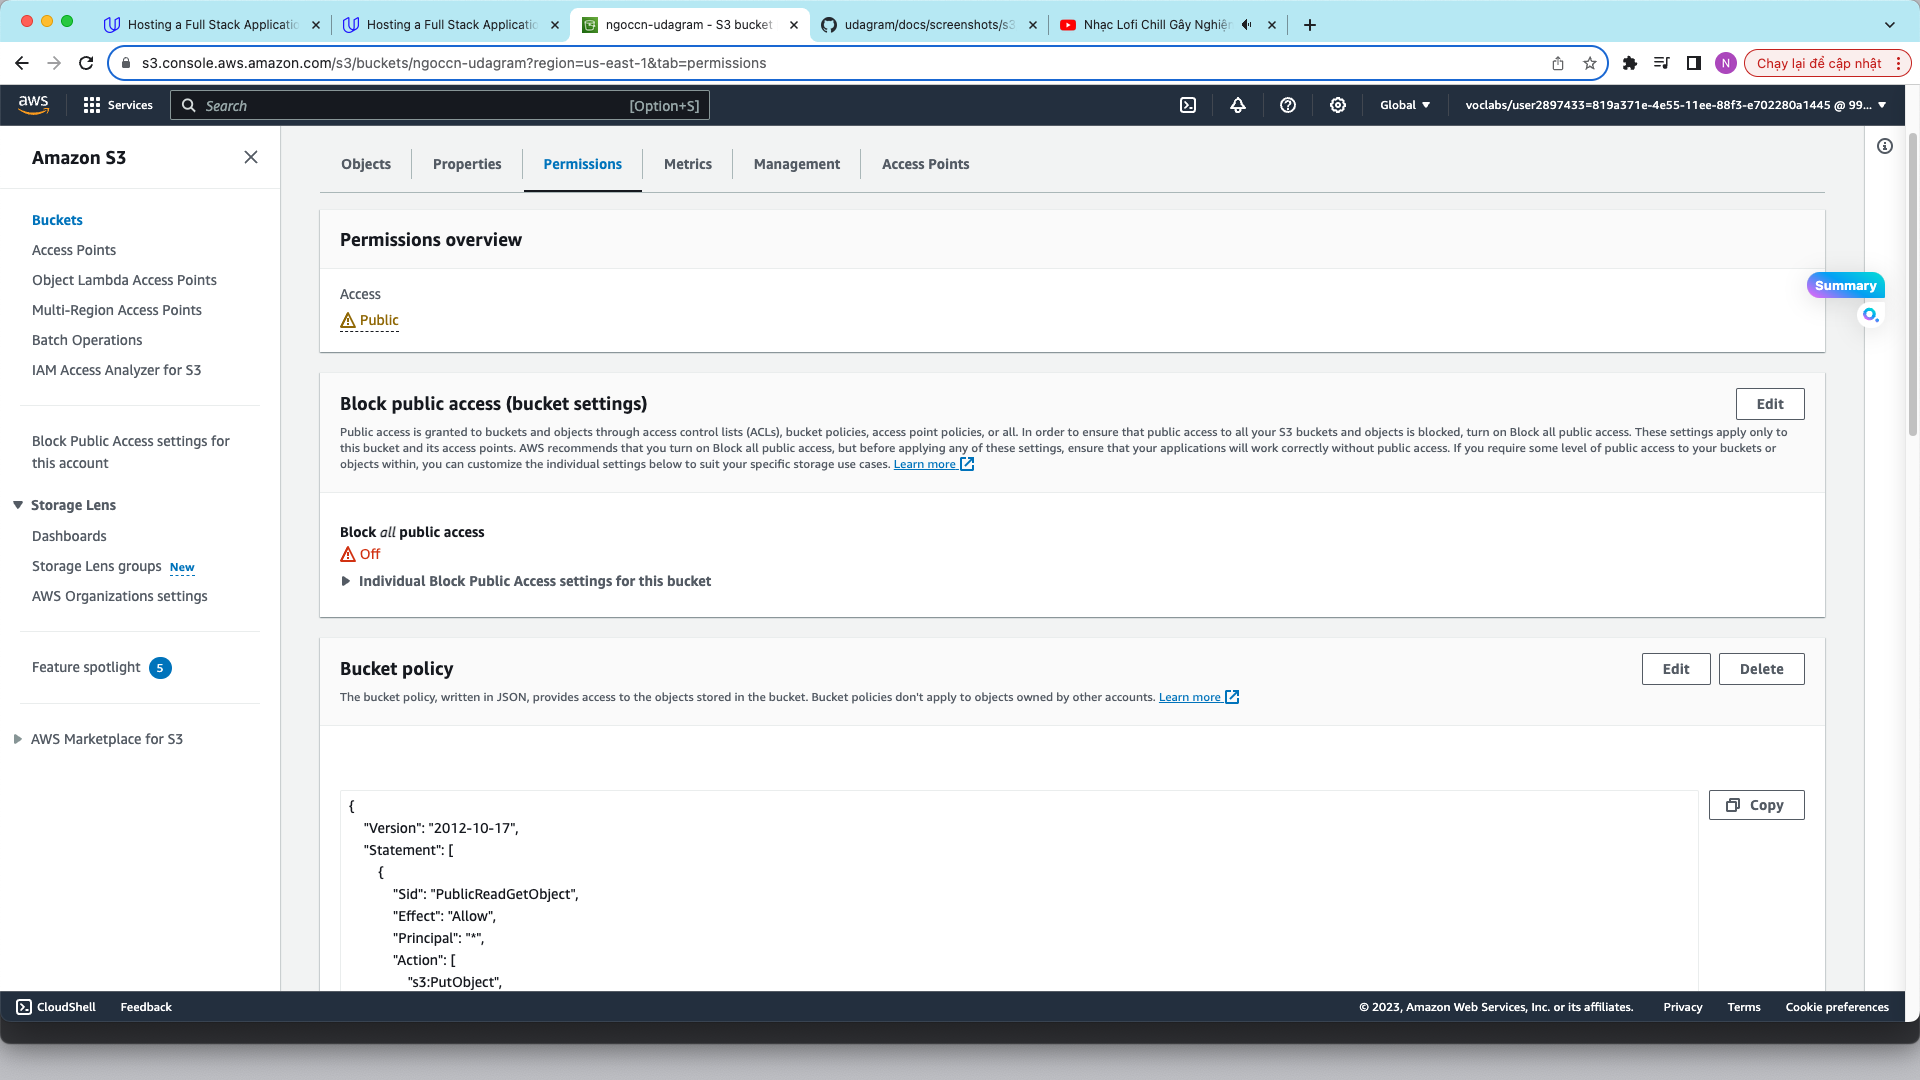 Hosting a Full Stack Applicatio
Hosting a Full Stack Applicatio
ngoccn-udagram - S3 bucket
udagram/docs/screenshots/s3
Nhạc Lofi Chill Gây Nghiện
s3.console.aws.amazon.com/s3/buckets/ngoccn-udagram?region=us-east-1&tab=permissions
N
Chạy lại để cập nhật
aws
Services
Search
[Option+S]
Global
voclabs/user2897433=819a371e-4e55-11ee-88f3-e702280a1445 @ 99...
Amazon S3
Buckets
Access Points
Object Lambda Access Points
Multi-Region Access Points
Batch Operations
IAM Access Analyzer for S3
Block Public Access settings for
this account
Storage Lens
Dashboards
Storage Lens groups New
AWS Organizations settings
Feature spotlight 5
AWS Marketplace for S3
Objects
Properties
Permissions
Metrics
Management
Access Points
Permissions overview
Access
Public
Summary
Block public access (bucket settings)
Edit
Public access is granted to buckets and objects through access control lists (ACLs), bucket policies, access point policies, or all. In order to ensure that public access to all your S3 buckets and objects is blocked, turn on Block all public access. These settings apply only to
this bucket and its access points. AWS recommends that you turn on Block all public access, but before applying any of these settings, ensure that your applications will work correctly without public access. If you require some level of public access to your buckets or
objects within, you can customize the individual settings below to suit your specific storage use cases. Learn more
Block all public access
Off
Individual Block Public Access settings for this bucket
Bucket policy
Edit
Delete
The bucket policy, written in JSON, provides access to the objects stored in the bucket. Bucket policies don't apply to objects owned by other accounts. Learn more
Copy
{
"Version": "2012-10-17",
"Statement": [
{
"Sid": "PublicReadGetObject",
"Effect": "Allow",
"Principal": "*",
"Action": [
"s3:PutObject",
CloudShell
Feedback
© 2023, Amazon Web Services, Inc. or its affiliates.
Privacy
Terms
Cookie preferences